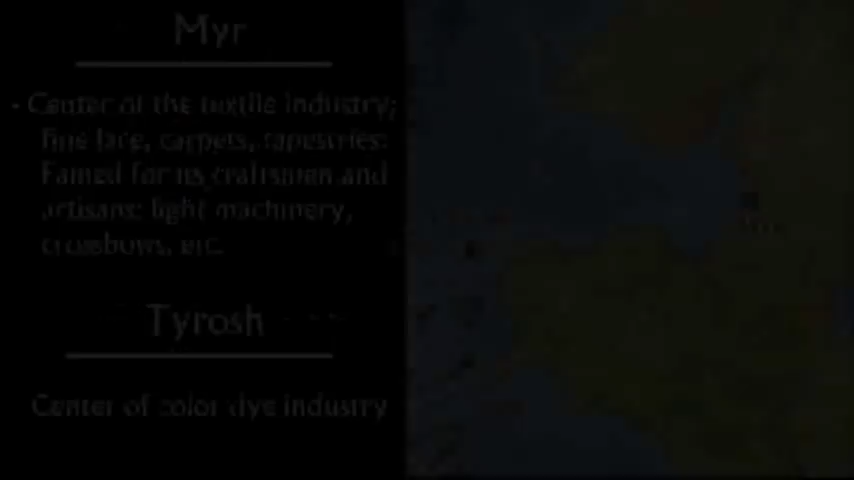 Myr
- Center of the textile industry;
fine lace, carpets, tapestries.
Famed for its craftsmen and
artisans: light machinery,
crossbows, etc.
Tyrosh
Center of color dye industry